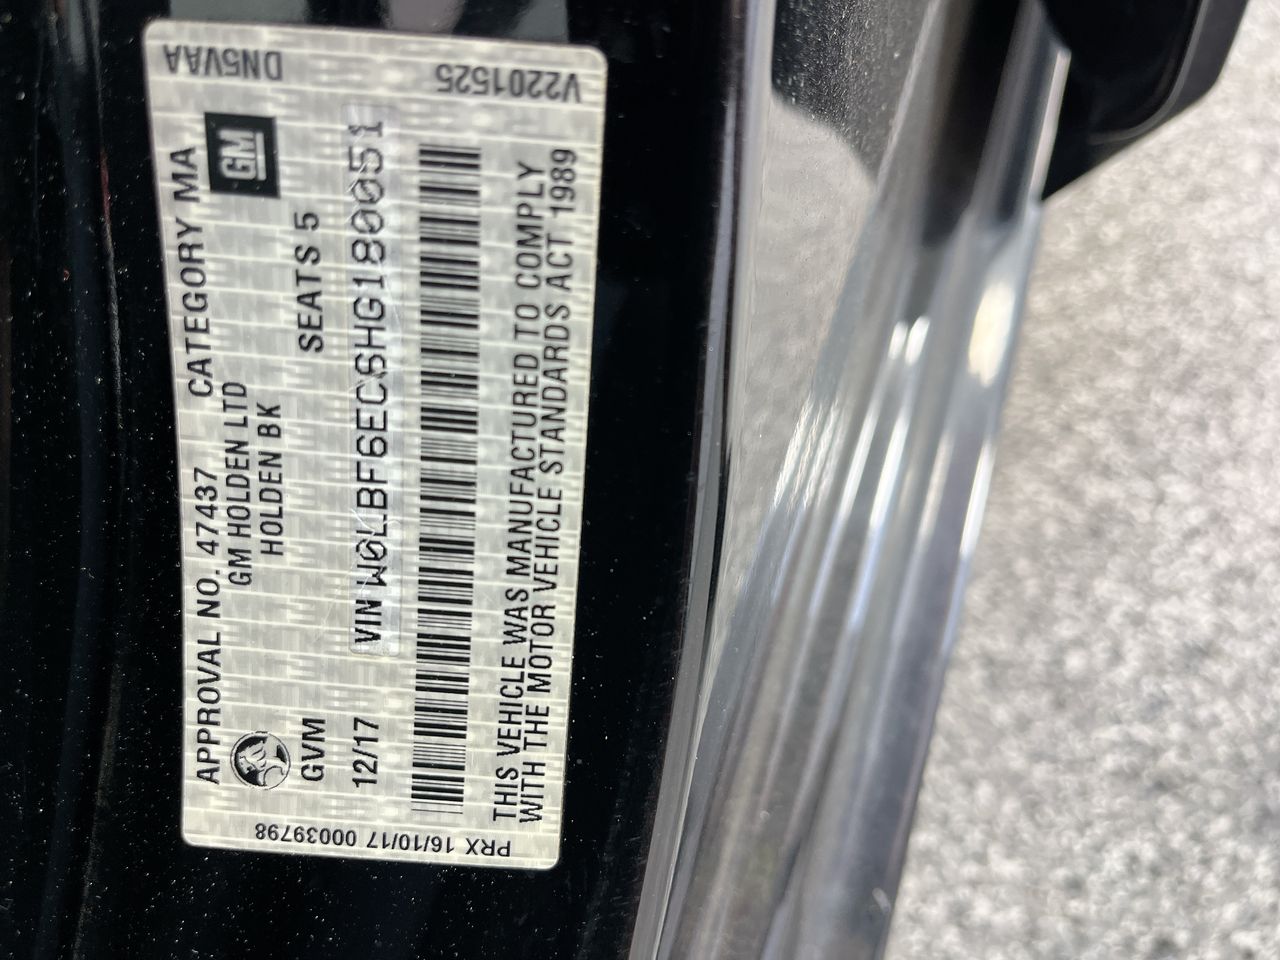 APPROVAL NO. 47437 CATEGORY MA
GM HOLDEN LTD
HOLDEN BK
GM
GVM SEATS 5
12/17 VIN W0LBF6EC8HG180051
THIS VEHICLE WAS MANUFACTURED TO COMPLY
WITH THE MOTOR VEHICLE STANDARDS ACT 1989
PRX 16/10/17 00039798
DN5VAA V2201525